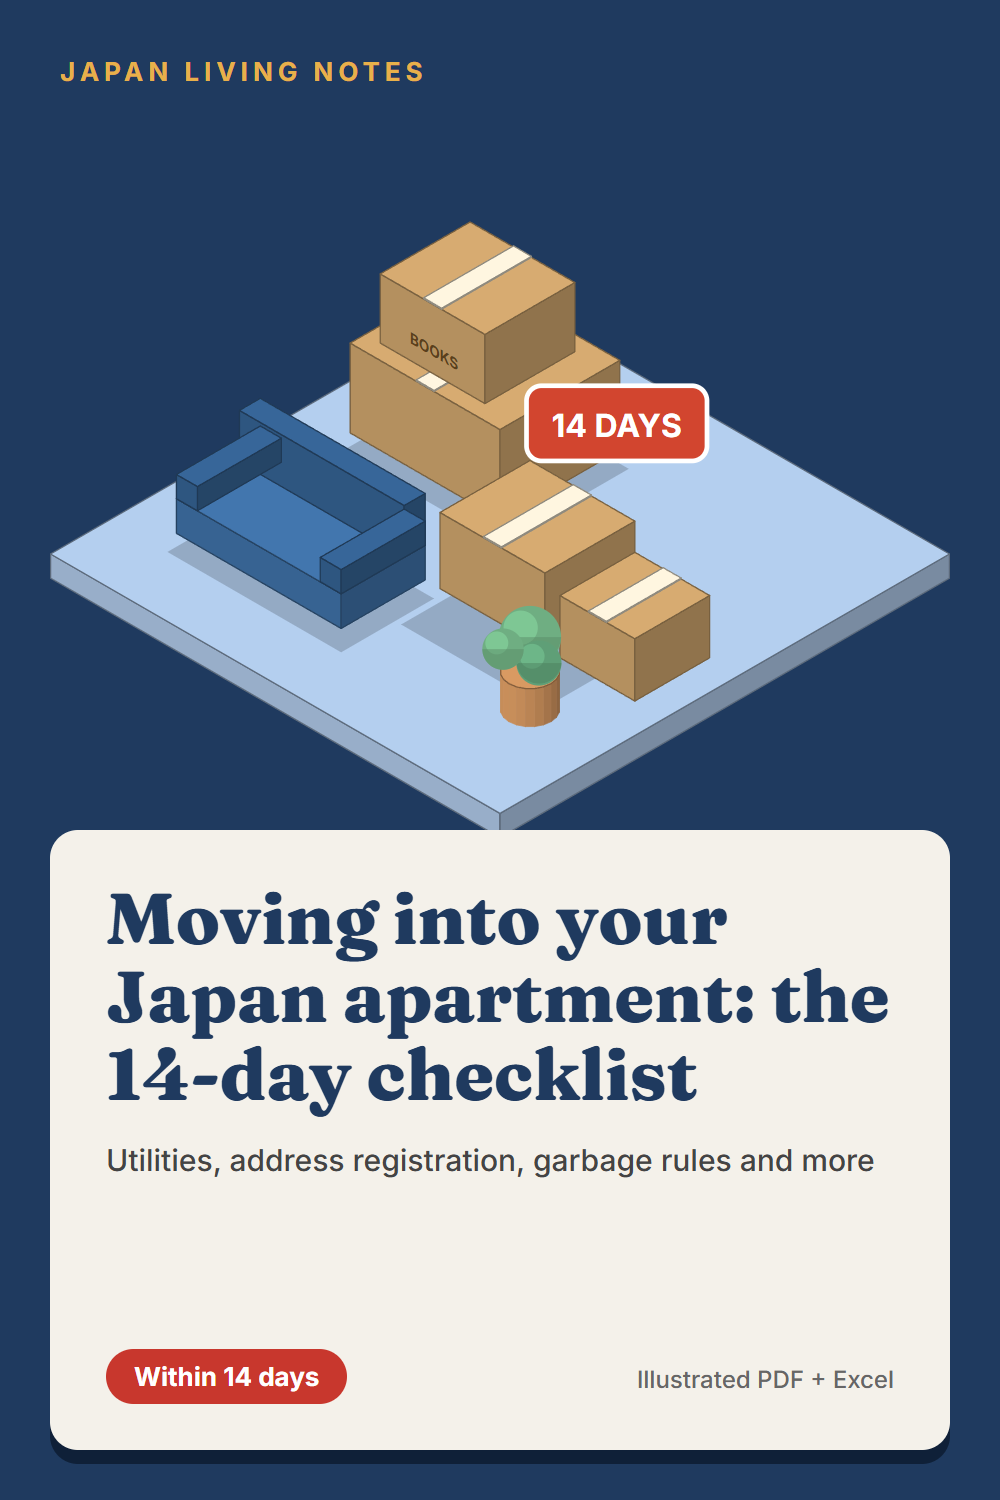 JAPAN LIVING NOTES
BOOKS
14 DAYS
Moving into your
Japan apartment: the
14-day checklist
Utilities, address registration, garbage rules and more
Within 14 days
Illustrated PDF + Excel